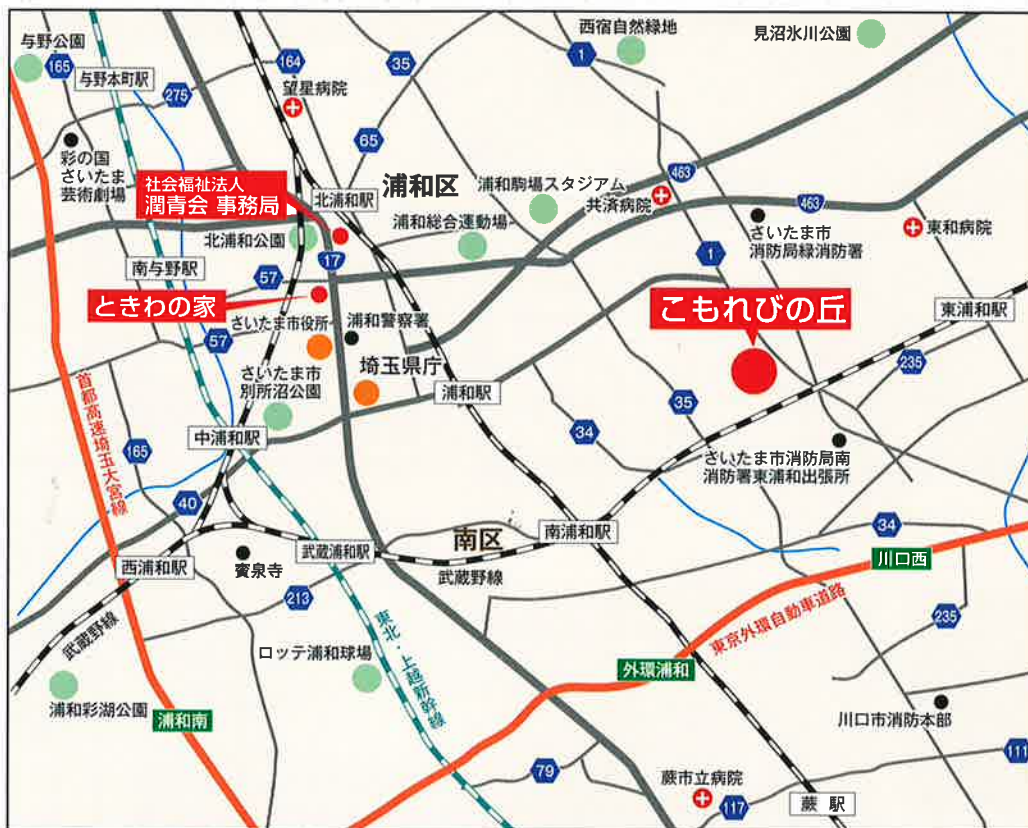 与野公園
165
与野本町駅
164
35
1
西宿自然緑地
見沼氷川公園
275
望星病院
65
彩の国
さいたま
芸術劇場
社会福祉法人
潤青会 事務局
北浦和駅
浦和区
浦和駒場スタジアム
共済病院
463
463
北浦和公園
浦和総合運動場
さいたま市
消防局緑消防署
東和病院
南与野駅
57
17
1
ときわの家
こもれびの丘
東浦和駅
さいたま市役所
浦和警察署
57
埼玉県庁
235
さいたま市
別所沼公園
浦和駅
首都高速埼玉大宮線
35
中浦和駅
34
165
さいたま市消防局南
消防署東浦和出張所
40
南浦和駅
34
武蔵浦和駅
南区
西浦和駅
賓泉寺
武蔵野線
川口西
213
武蔵野線
東京外環自動車道路
235
東北・上越新幹線
ロッテ浦和球場
外環浦和
浦和彩湖公園
浦和南
川口市消防本部
79
111
蕨市立病院
117
蕨 駅